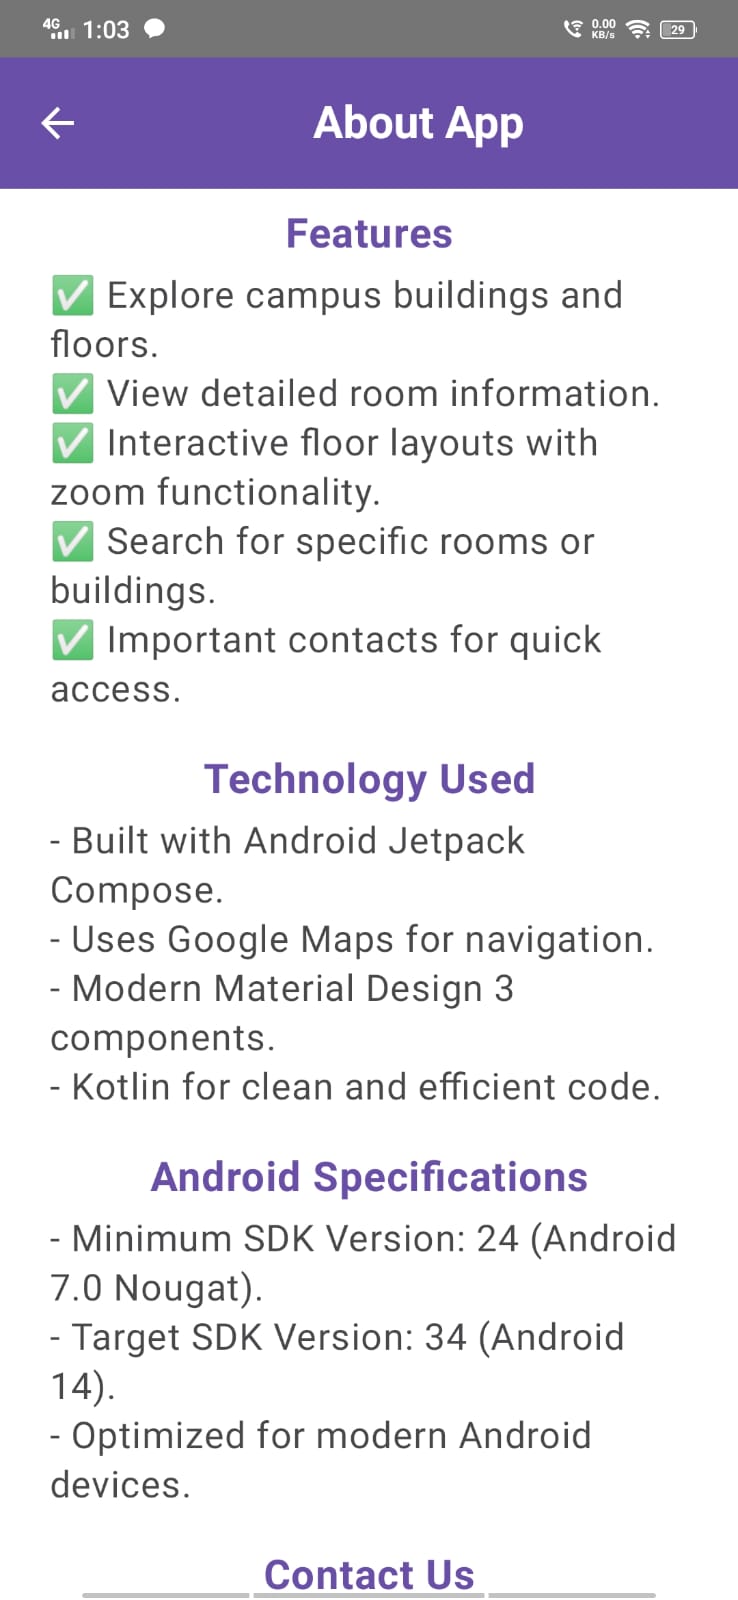 4G 1:03 0.00 KB/s 29
About App
Features
✅ Explore campus buildings and
floors.
✅ View detailed room information.
✅ Interactive floor layouts with
zoom functionality.
✅ Search for specific rooms or
buildings.
✅ Important contacts for quick
access.
Technology Used
- Built with Android Jetpack
Compose.
- Uses Google Maps for navigation.
- Modern Material Design 3
components.
- Kotlin for clean and efficient code.
Android Specifications
- Minimum SDK Version: 24 (Android
7.0 Nougat).
- Target SDK Version: 34 (Android
14).
- Optimized for modern Android
devices.
Contact Us